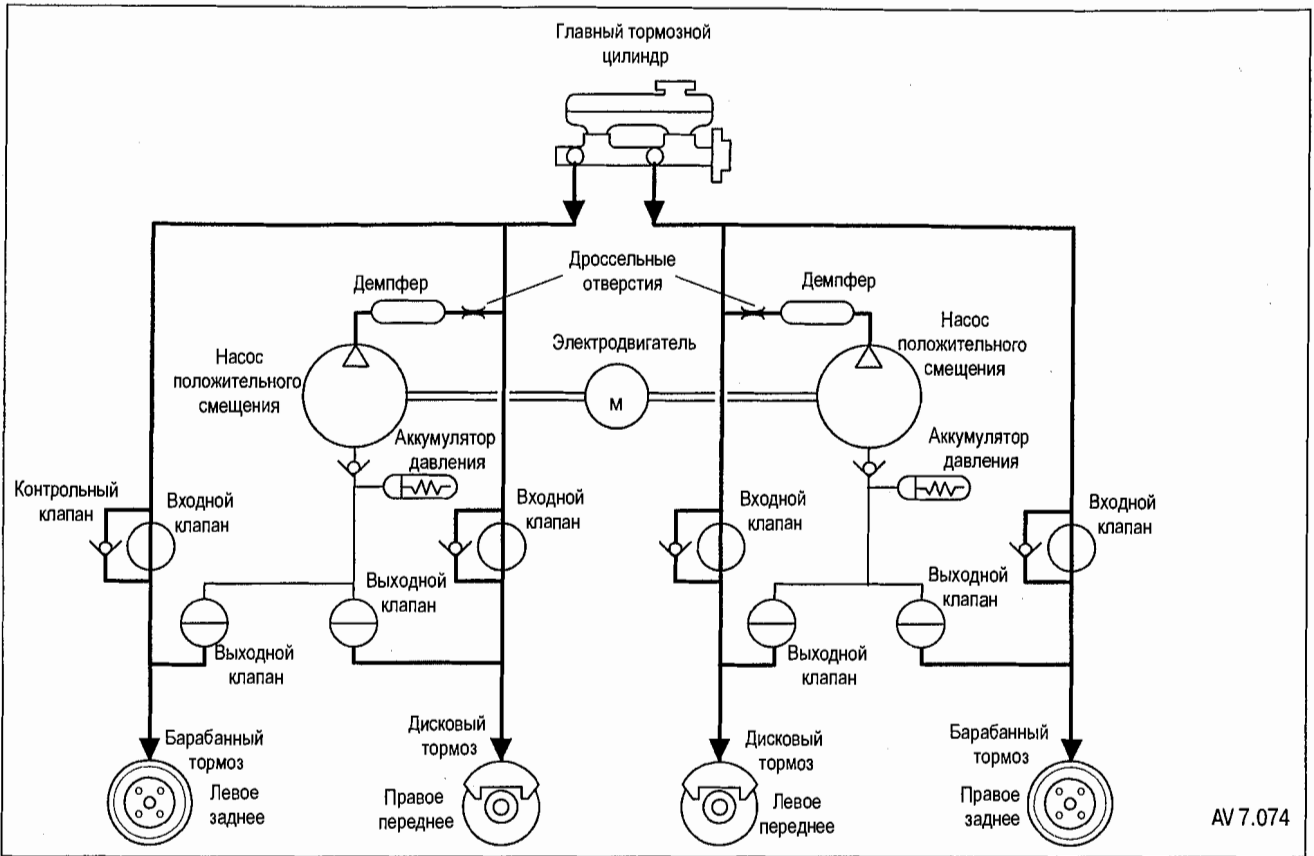 Главный тормозной
цилиндр
Дроссельные
отверстия
Демпфер
Демпфер
Насос
положительного
смещения
Электродвигатель
М
Насос
положительного
смещения
Аккумулятор
давления
Аккумулятор
давления
Контрольный
клапан
Входной
клапан
Входной
клапан
Входной
клапан
Входной
клапан
Выходной
клапан
Выходной
клапан
Выходной
клапан
Выходной
клапан
Барабанный
тормоз
Левое
заднее
Дисковый
тормоз
Правое
переднее
Дисковый
тормоз
Левое
переднее
Барабанный
тормоз
Правое
заднее
AV 7.074